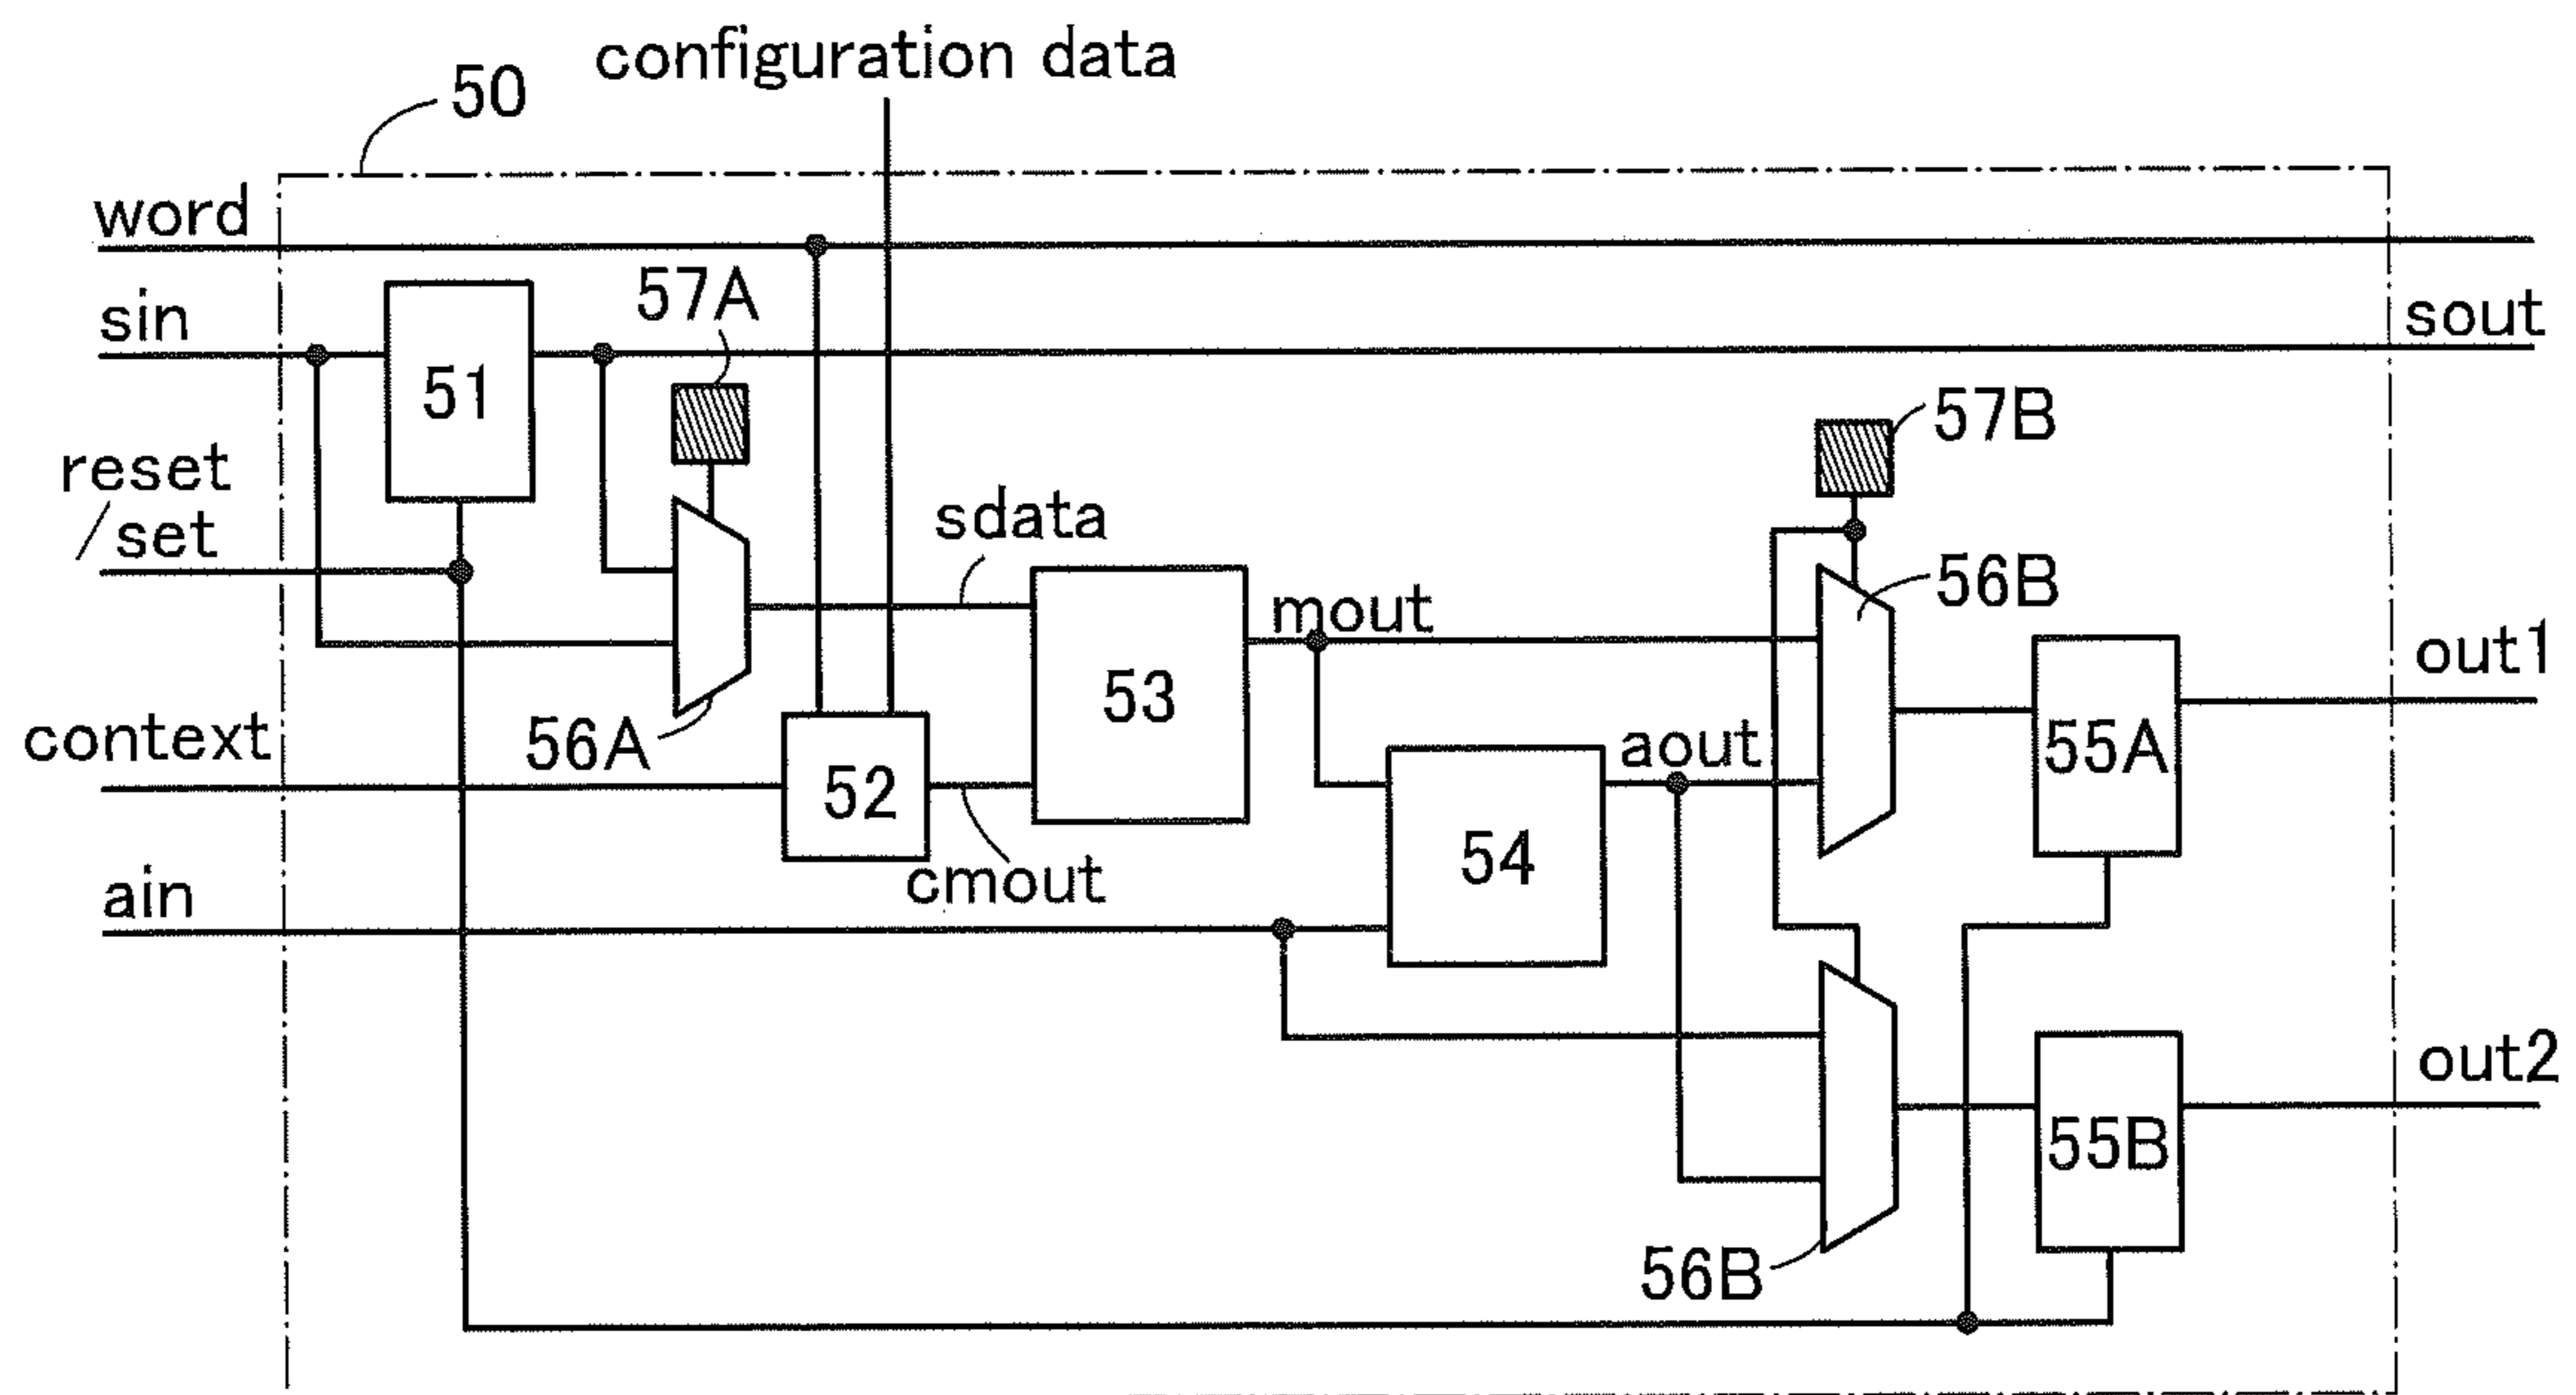 configuration data
50
word
57A
sin
sout
51
57B
reset
/set
sdata
56B
mout
53
out1
context
56A
aout
55A
52
54
ain
cmout
out2
55B
56B